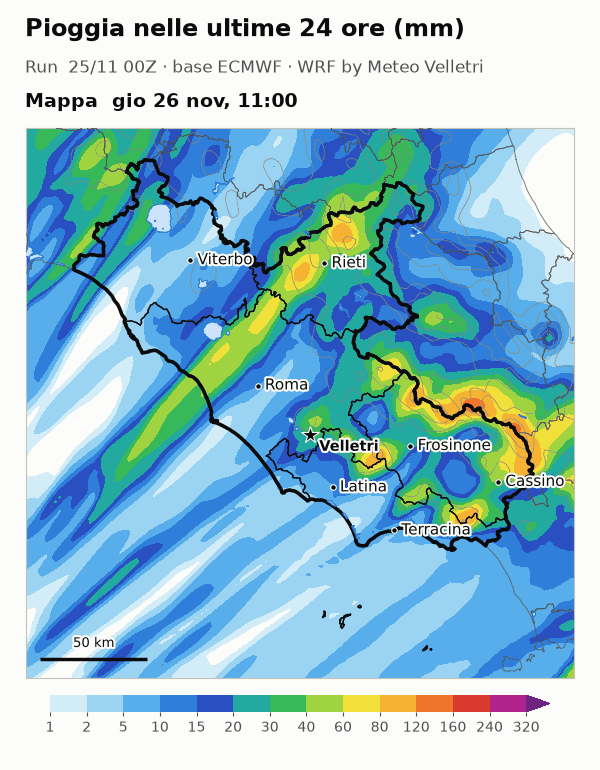 Pioggia nelle ultime 24 ore (mm)
Run  25/11 00Z · base ECMWF · WRF by Meteo Velletri
Mappa  gio 26 nov, 11:00
Viterbo
Rieti
Roma
Velletri
Frosinone
Latina
Cassino
Terracina
50 km
1 2 5 10 15 20 30 40 60 80 120 160 240 320